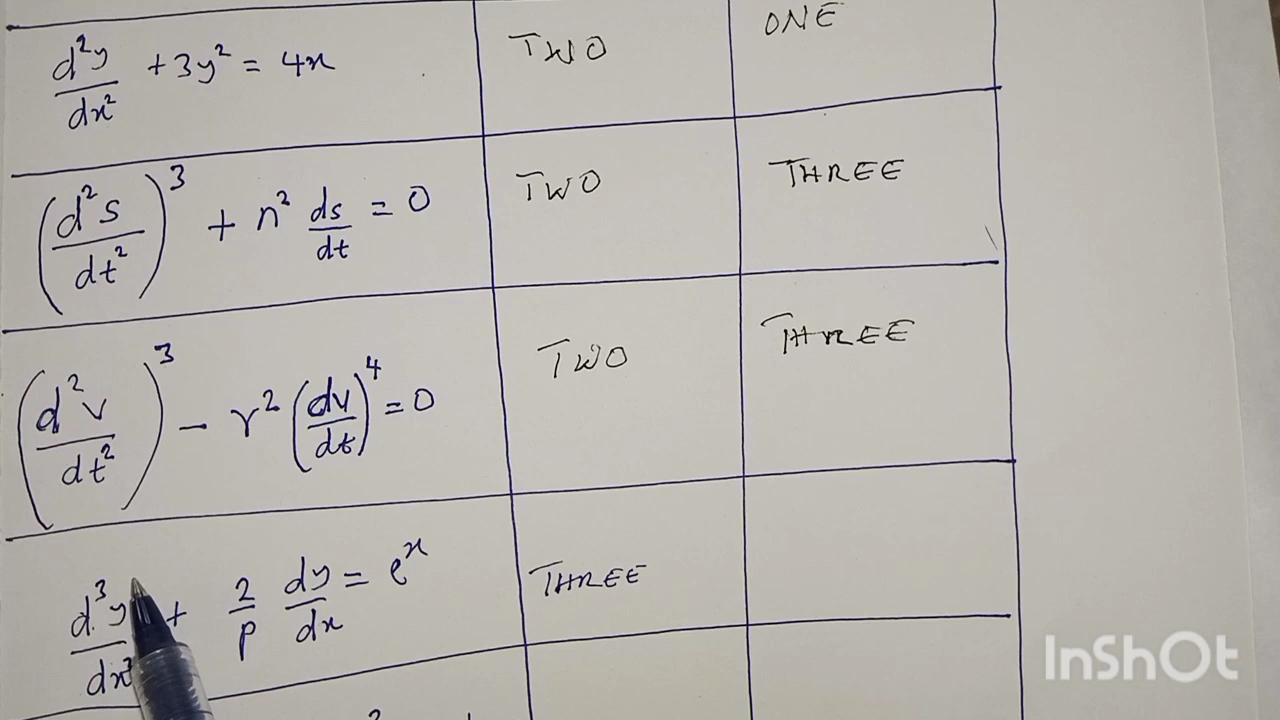 d²y/dx² + 3y² = 4x TWO ONE
(d²s/dt²)³ + n² ds/dt = 0 TWO THREE
(d²v/dt²)³ - r² (dv/dt)⁴ = 0 TWO THREE
d³y/dx³ + 2/p dy/dx = eˣ THREE
InShOt